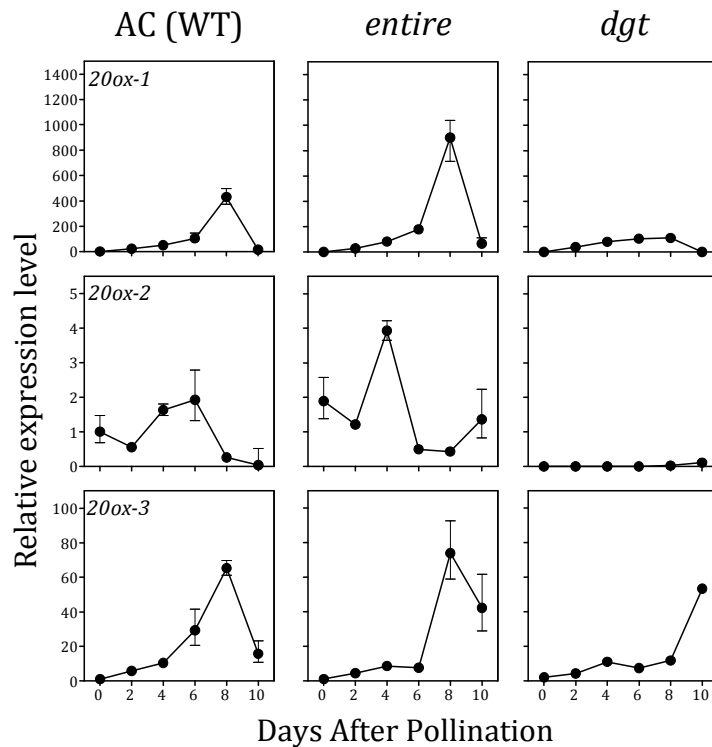 AC (WT) entire dgt
Relative expression level
20ox-1
1400
1200
1000
800
600
400
200
0
20ox-2
5
4
3
2
1
0
20ox-3
100
80
60
40
20
0
0 2 4 6 8 10 0 2 4 6 8 10 0 2 4 6 8 10
Days After Pollination